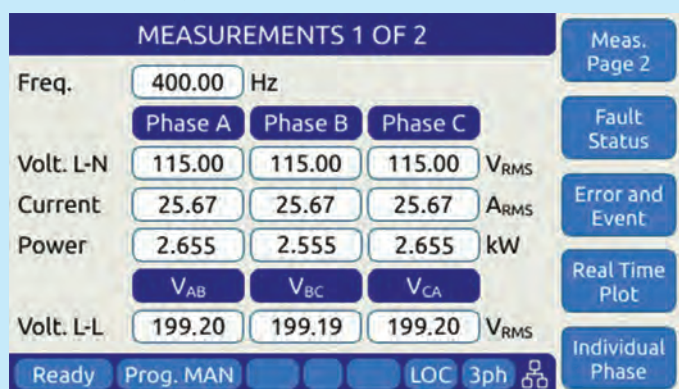 MEASUREMENTS 1 OF 2
Freq. 400.00 Hz
Phase A Phase B Phase C
Volt. L-N 115.00 115.00 115.00 VRMS
Current 25.67 25.67 25.67 ARMS
Power 2.655 2.555 2.655 kW
VAB VBC VCA
Volt. L-L 199.20 199.19 199.20 VRMS
Ready Prog. MAN LOC 3ph
Meas.
Page 2
Fault
Status
Error and
Event
Real Time
Plot
Individual
Phase